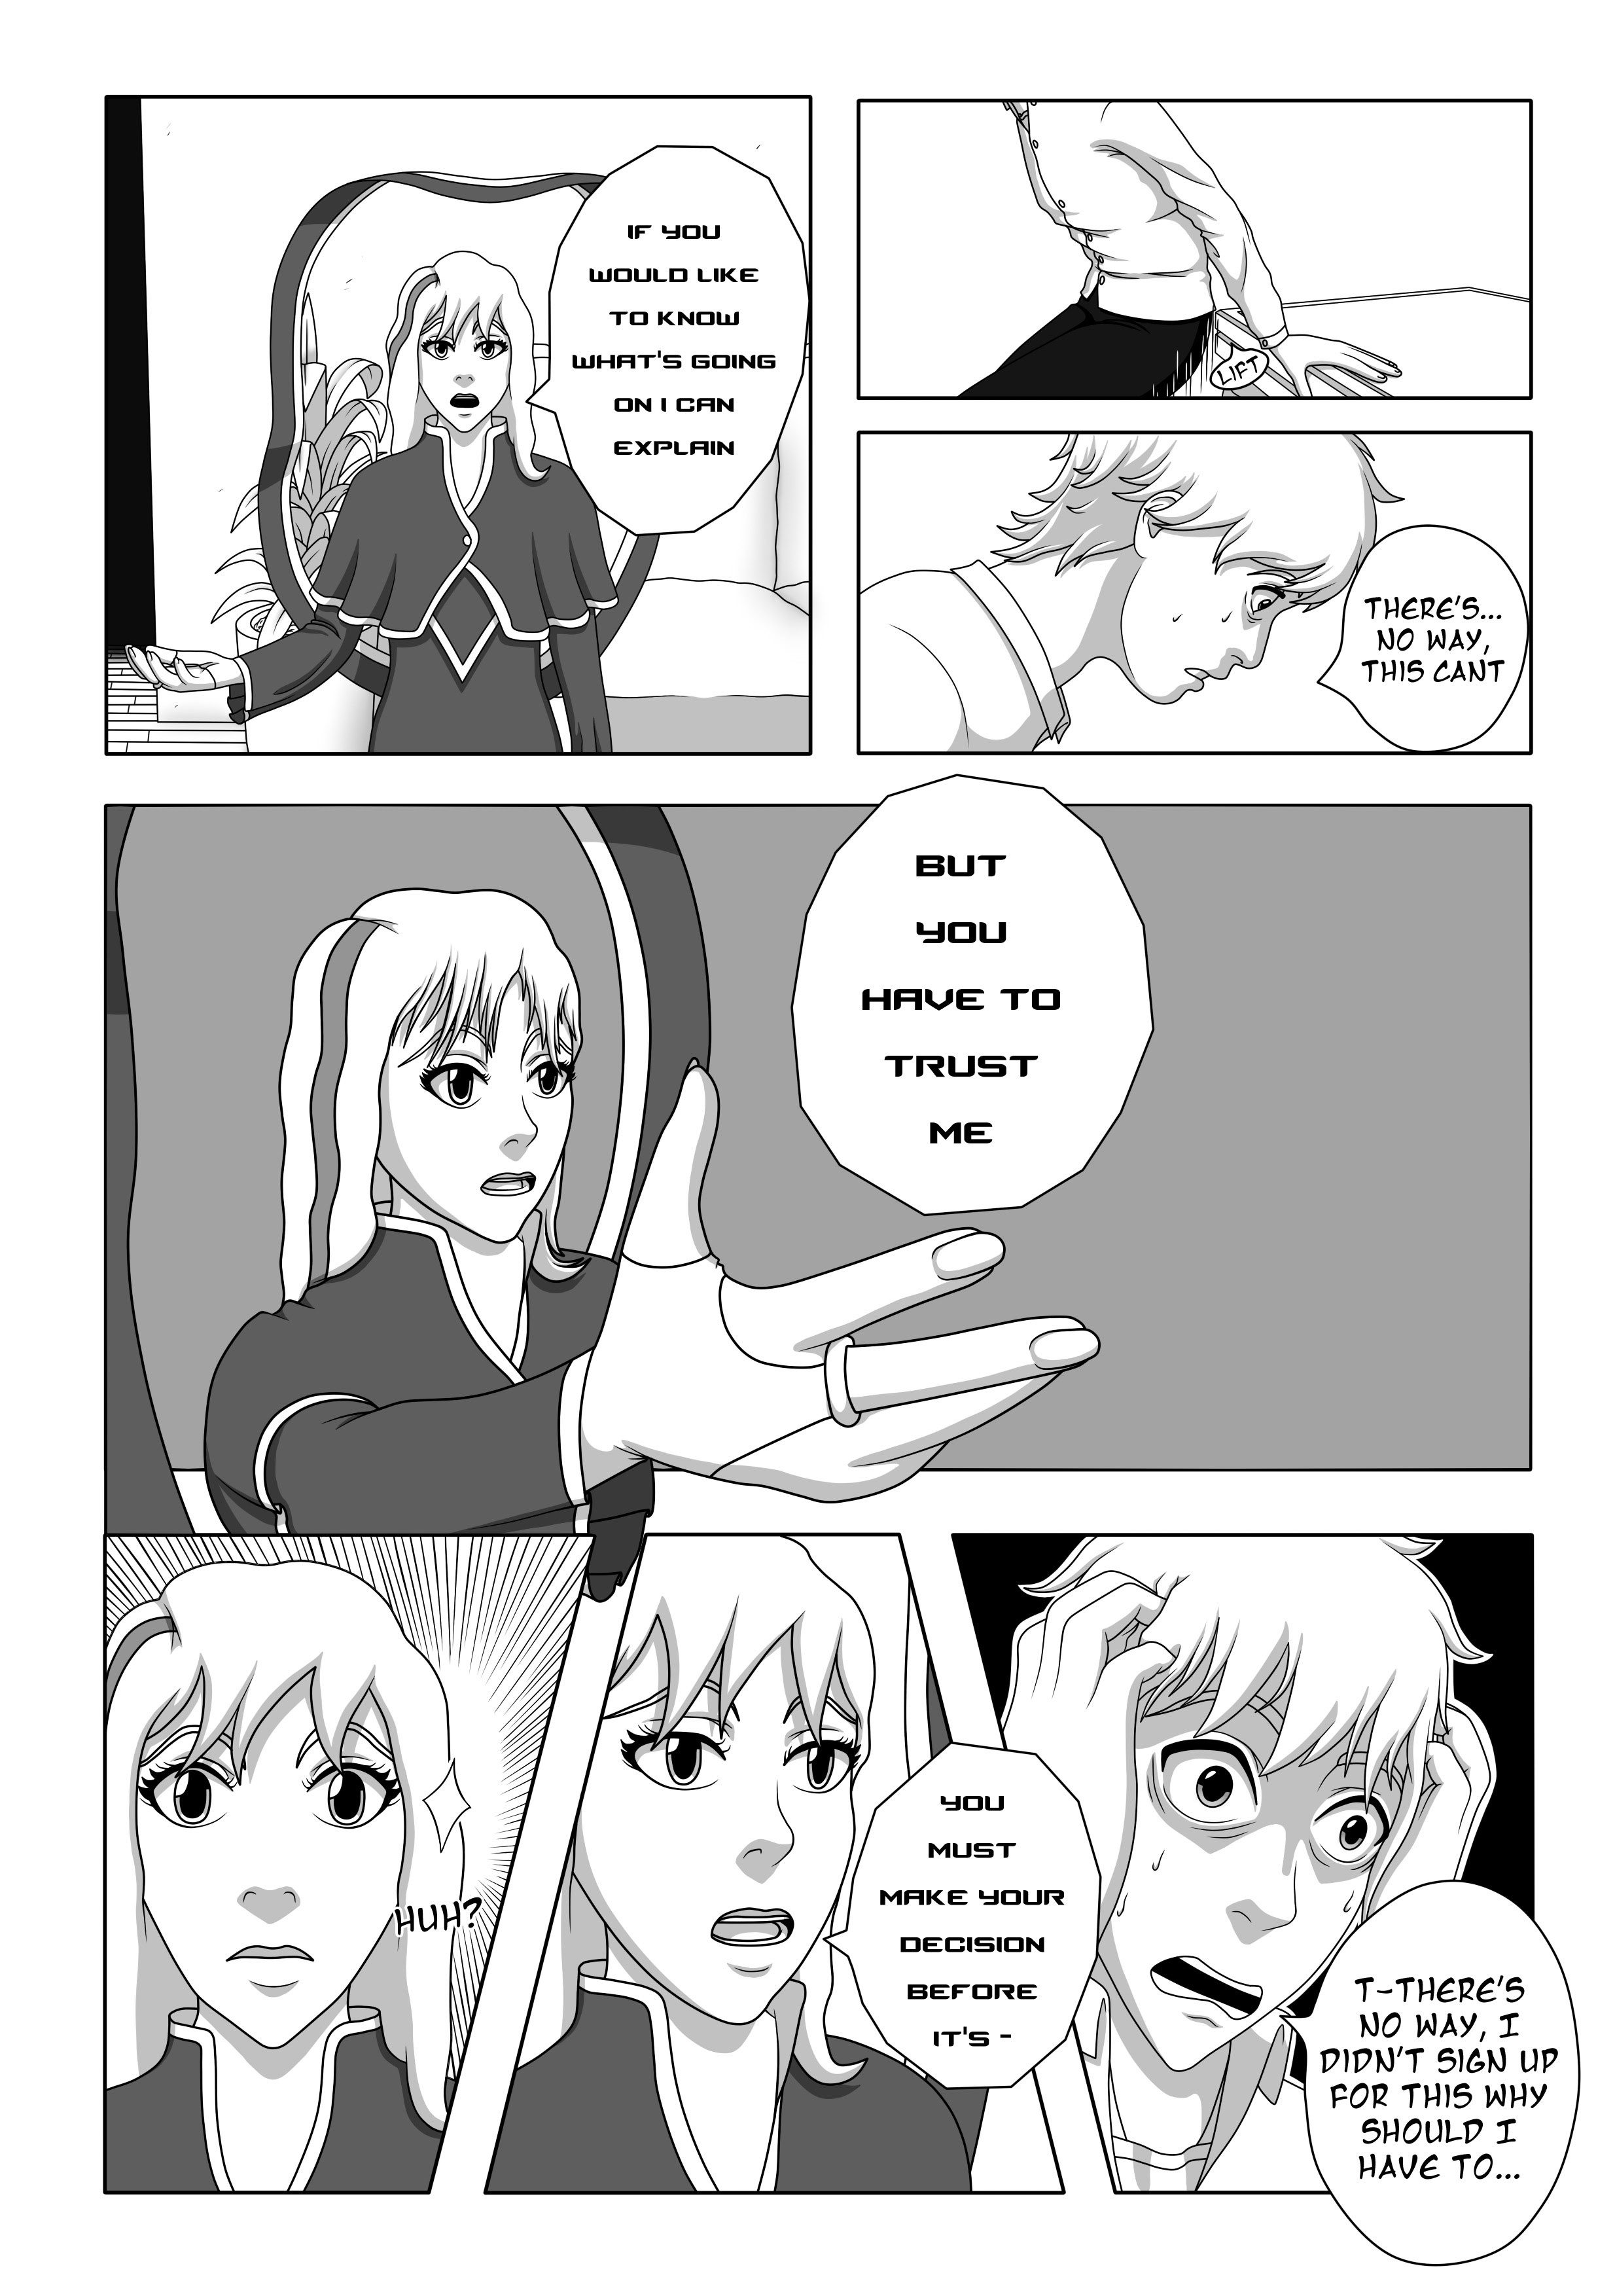 IF YOU
WOULD LIKE
TO KNOW
WHAT'S GOING
ON I CAN
EXPLAIN
LIFT
THERE'S...
NO WAY,
THIS CANT
BUT
YOU
HAVE TO
TRUST
ME
HUH?
YOU
MUST
MAKE YOUR
DECISION
BEFORE
IT'S -
T-THERE'S
NO WAY, I
DIDN'T SIGN UP
FOR THIS WHY
SHOULD I
HAVE TO...